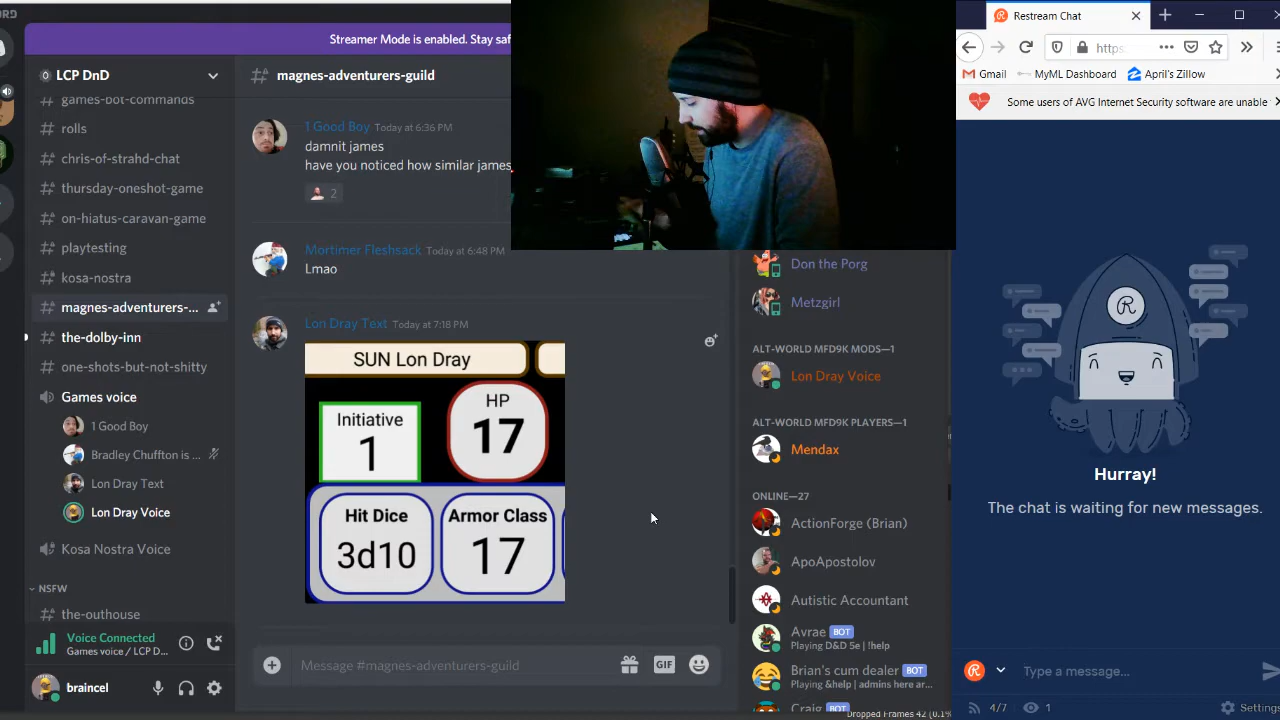 ORD
Streamer Mode is enabled. Stay saf
LCP DnD
games-bot-commands
rolls
chris-of-strahd-chat
thursday-oneshot-game
on-hiatus-caravan-game
playtesting
kosa-nostra
magnes-adventurers-...
the-dolby-inn
one-shots-but-not-shitty
Games voice
1 Good Boy
Bradley Chuffton is ...
Lon Dray Text
Lon Dray Voice
Kosa Nostra Voice
NSFW
the-outhouse
Voice Connected
Games voice / LCP D...
braincel
magnes-adventurers-guild
1 Good Boy Today at 6:36 PM
damnit james
have you noticed how similar james
2
Mortimer Fleshsack Today at 6:48 PM
Lmao
Lon Dray Text Today at 7:18 PM
SUN Lon Dray
Initiative
1
HP
17
Hit Dice
3d10
Armor Class
17
Message #magnes-adventurers-guild
GIF
Don the Porg
Metzgirl
ALT-WORLD MFD9K MODS—1
Lon Dray Voice
ALT-WORLD MFD9K PLAYERS—1
Mendax
ONLINE—27
ActionForge (Brian)
ApoApostolov
Autistic Accountant
Avrae BOT
Playing D&D 5e | !help
Brian's cum dealer BOT
Playing &help | admins here ar...
Craig BOT
Dropped Frames 42 (0.1%
Restream Chat
https:
Gmail
MyML Dashboard
April's Zillow
Some users of AVG Internet Security software are unable
R
Hurray!
The chat is waiting for new messages.
Type a message...
4/7
1
Settings